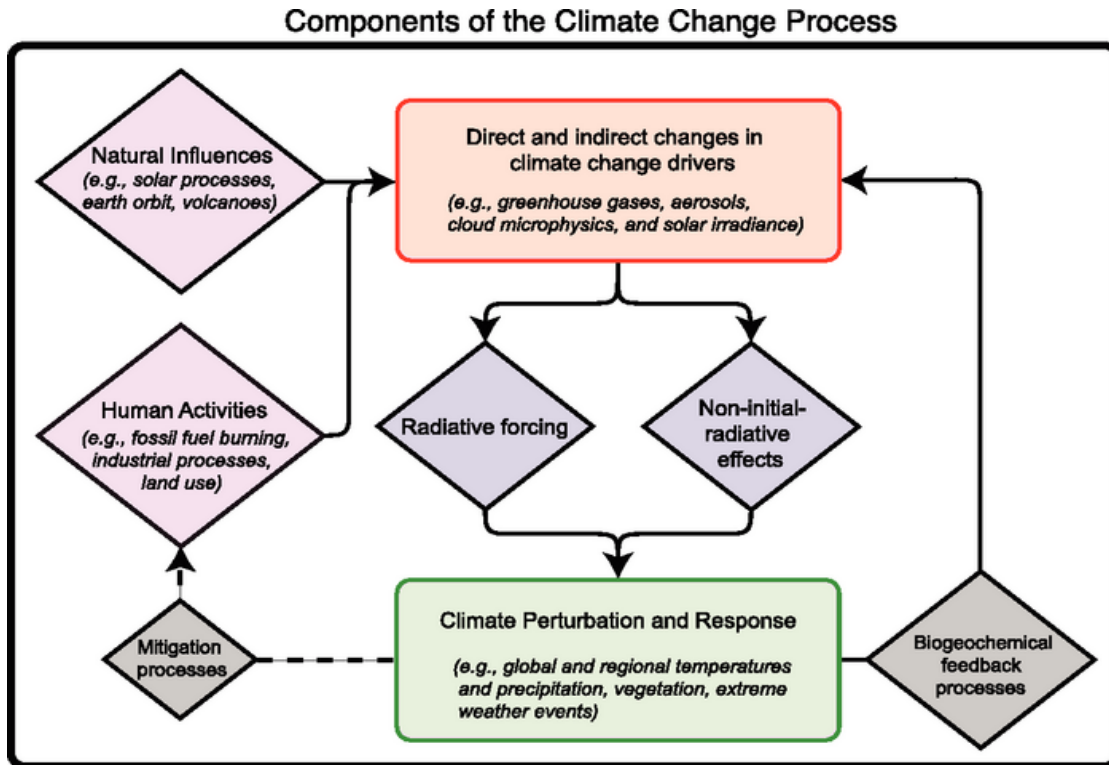 Components of the Climate Change Process
Natural Influences
(e.g., solar processes,
earth orbit, volcanoes)
Direct and indirect changes in
climate change drivers
(e.g., greenhouse gases, aerosols,
cloud microphysics, and solar irradiance)
Human Activities
(e.g., fossil fuel burning,
industrial processes,
land use)
Radiative forcing
Non-initial-
radiative
effects
Mitigation
processes
Climate Perturbation and Response
(e.g., global and regional temperatures
and precipitation, vegetation, extreme
weather events)
Biogeochemical
feedback
processes